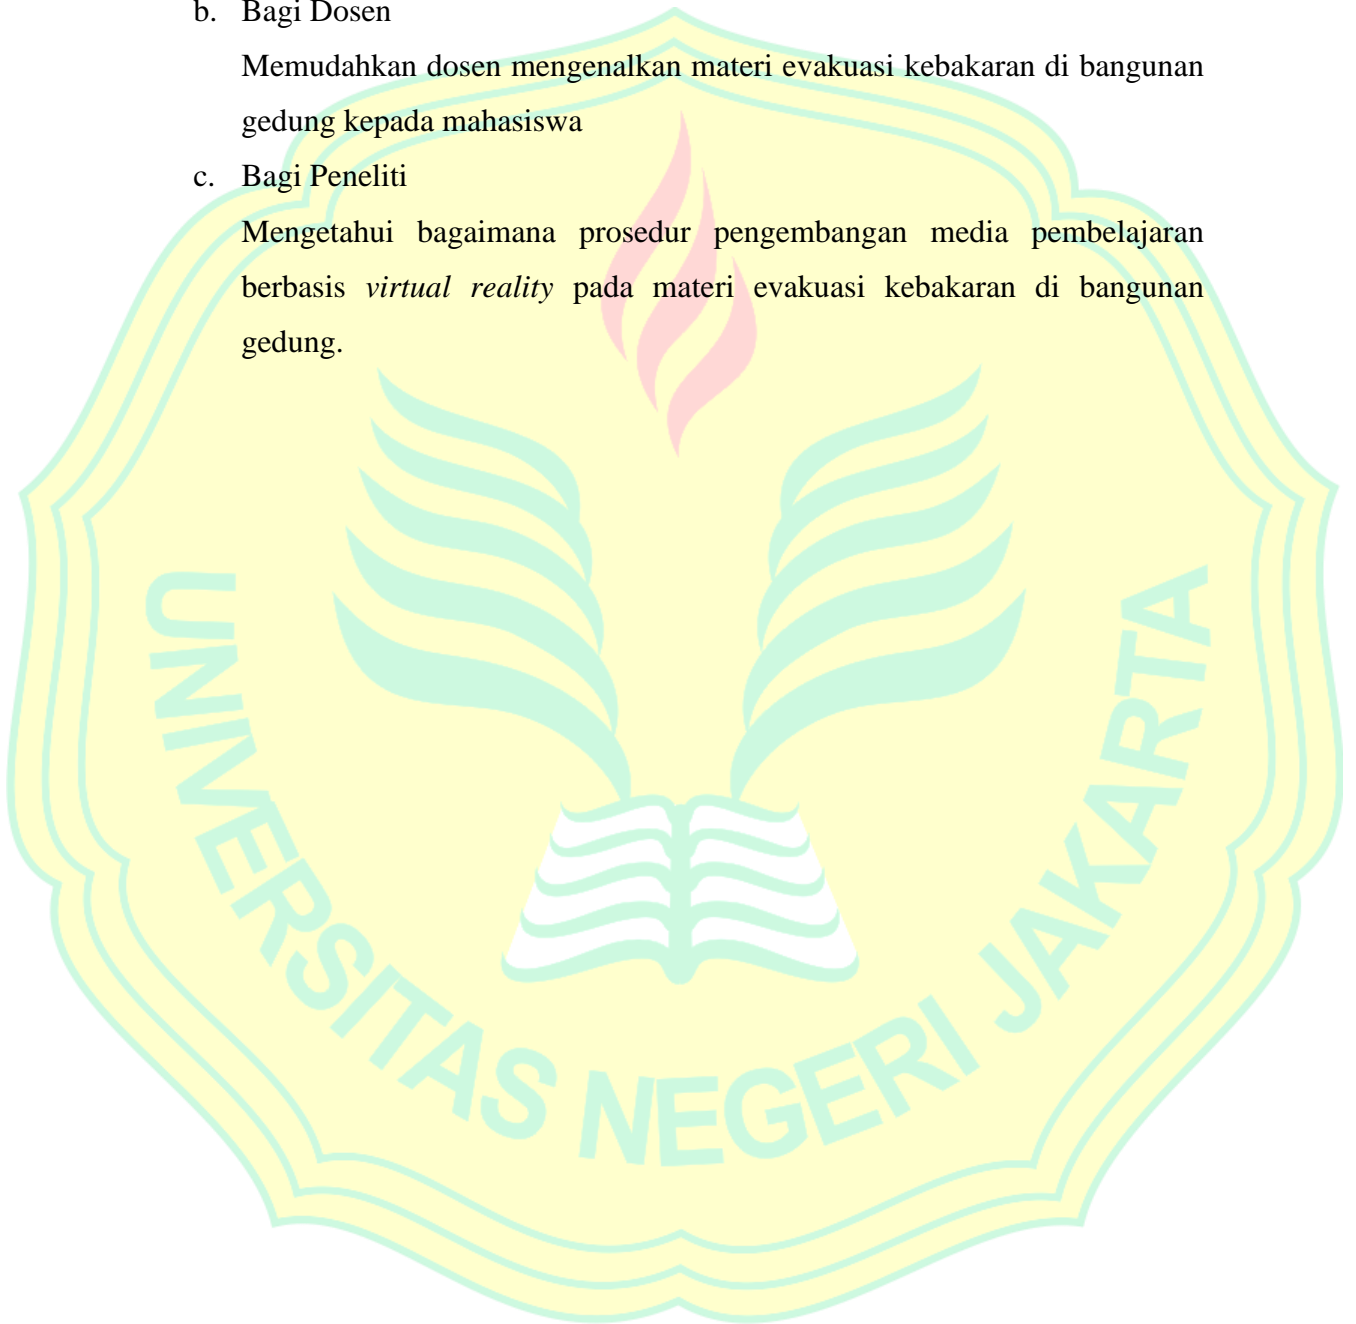 b. Bagi Dosen
Memudahkan dosen mengenalkan materi evakuasi kebakaran di bangunan
gedung kepada mahasiswa
c. Bagi Peneliti
Mengetahui bagaimana prosedur pengembangan media pembelajaran
berbasis virtual reality pada materi evakuasi kebakaran di bangunan
gedung.
UNIVERSITAS NEGERI JAKARTA